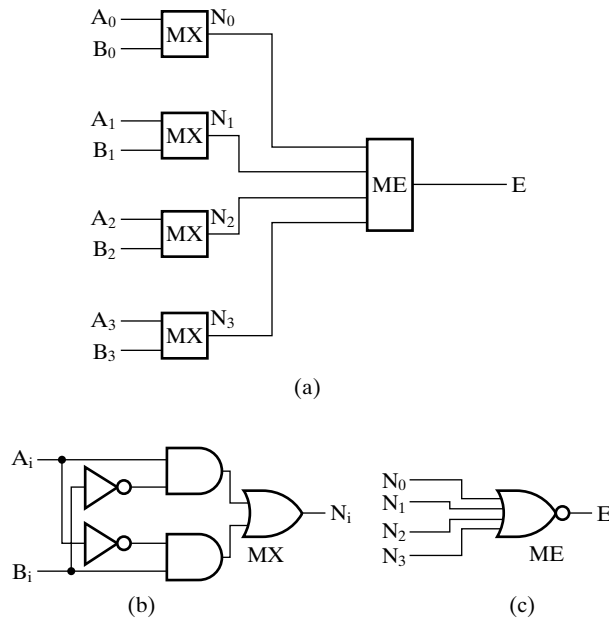 A₀ N₀
MX
B₀
A₁ N₁
MX
B₁
ME E
A₂ N₂
MX
B₂
A₃ N₃
MX
B₃
(a)
Aᵢ
Nᵢ
MX
Bᵢ
(b)
N₀
N₁
E
N₂
N₃ ME
(c)